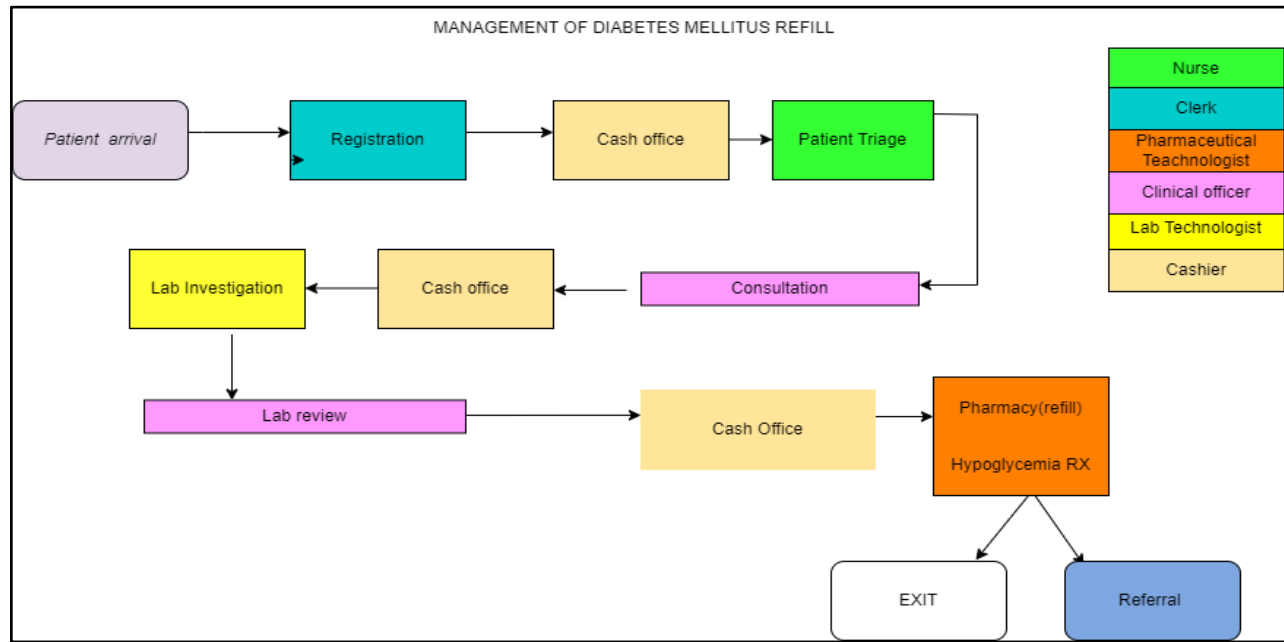 MANAGEMENT OF DIABETES MELLITUS REFILL
Patient arrival
Registration
Cash office
Patient Triage
Nurse
Clerk
Pharmaceutical
Teachnologist
Clinical officer
Lab Technologist
Cashier
Consultation
Cash office
Lab Investigation
Lab review
Cash Office
Pharmacy(refill)
Hypoglycemia RX
EXIT
Referral